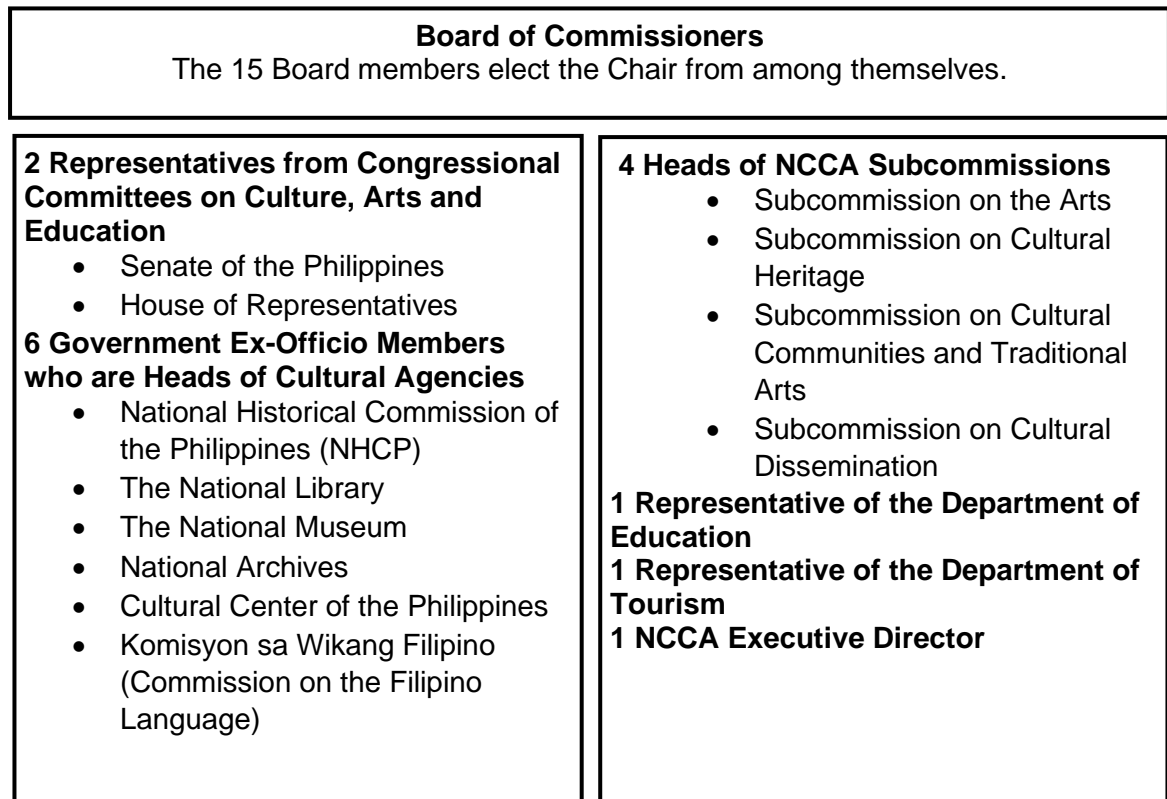 Board of Commissioners
The 15 Board members elect the Chair from among themselves.
2 Representatives from Congressional
Committees on Culture, Arts and
Education
• Senate of the Philippines
• House of Representatives
6 Government Ex-Officio Members
who are Heads of Cultural Agencies
• National Historical Commission of
the Philippines (NHCP)
• The National Library
• The National Museum
• National Archives
• Cultural Center of the Philippines
• Komisyon sa Wikang Filipino
(Commission on the Filipino
Language)
4 Heads of NCCA Subcommissions
• Subcommission on the Arts
• Subcommission on Cultural
Heritage
• Subcommission on Cultural
Communities and Traditional
Arts
• Subcommission on Cultural
Dissemination
1 Representative of the Department of
Education
1 Representative of the Department of
Tourism
1 NCCA Executive Director